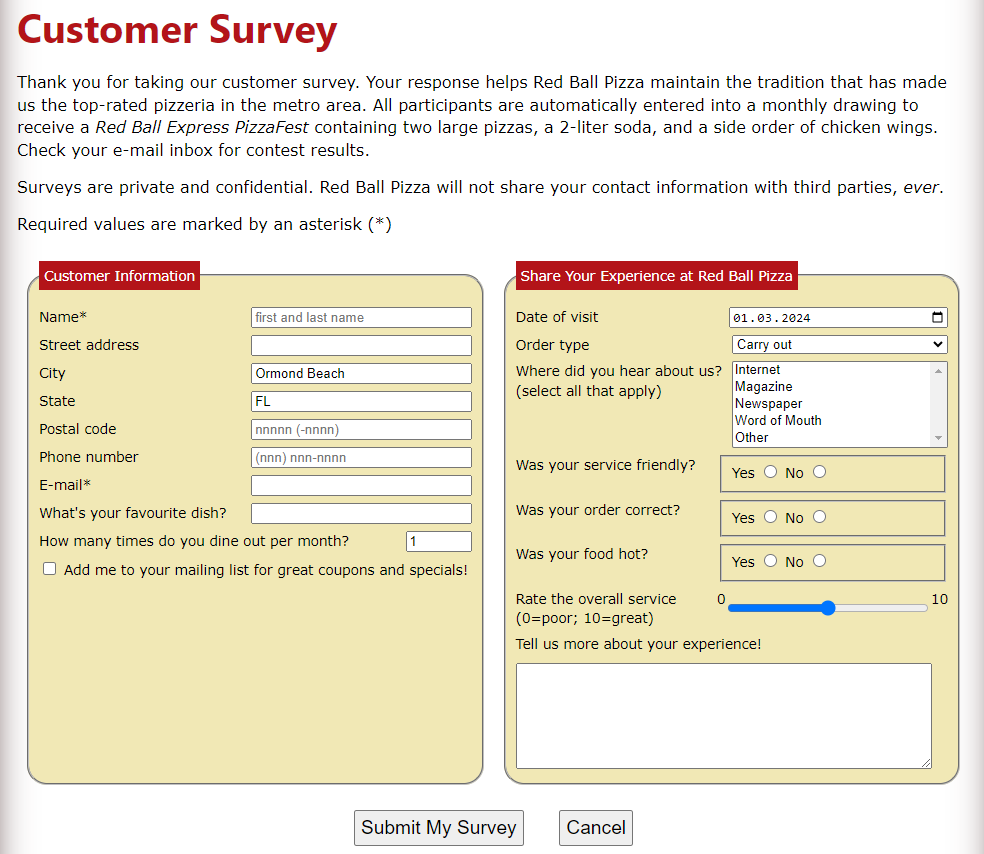 Customer Survey
Thank you for taking our customer survey. Your response helps Red Ball Pizza maintain the tradition that has made
us the top-rated pizzeria in the metro area. All participants are automatically entered into a monthly drawing to
receive a Red Ball Express PizzaFest containing two large pizzas, a 2-liter soda, and a side order of chicken wings.
Check your e-mail inbox for contest results.
Surveys are private and confidential. Red Ball Pizza will not share your contact information with third parties, ever.
Required values are marked by an asterisk (*)
Customer Information
Name* first and last name
Street address
City Ormond Beach
State FL
Postal code nnnnn (-nnnn)
Phone number (nnn) nnn-nnnn
E-mail*
What's your favourite dish?
How many times do you dine out per month? 1
Add me to your mailing list for great coupons and specials!
Share Your Experience at Red Ball Pizza
Date of visit 01.03.2024
Order type Carry out
Where did you hear about us?
(select all that apply)
Internet
Magazine
Newspaper
Word of Mouth
Other
Was your service friendly? Yes No
Was your order correct? Yes No
Was your food hot? Yes No
Rate the overall service 0 10
(0=poor; 10=great)
Tell us more about your experience!
Submit My Survey Cancel